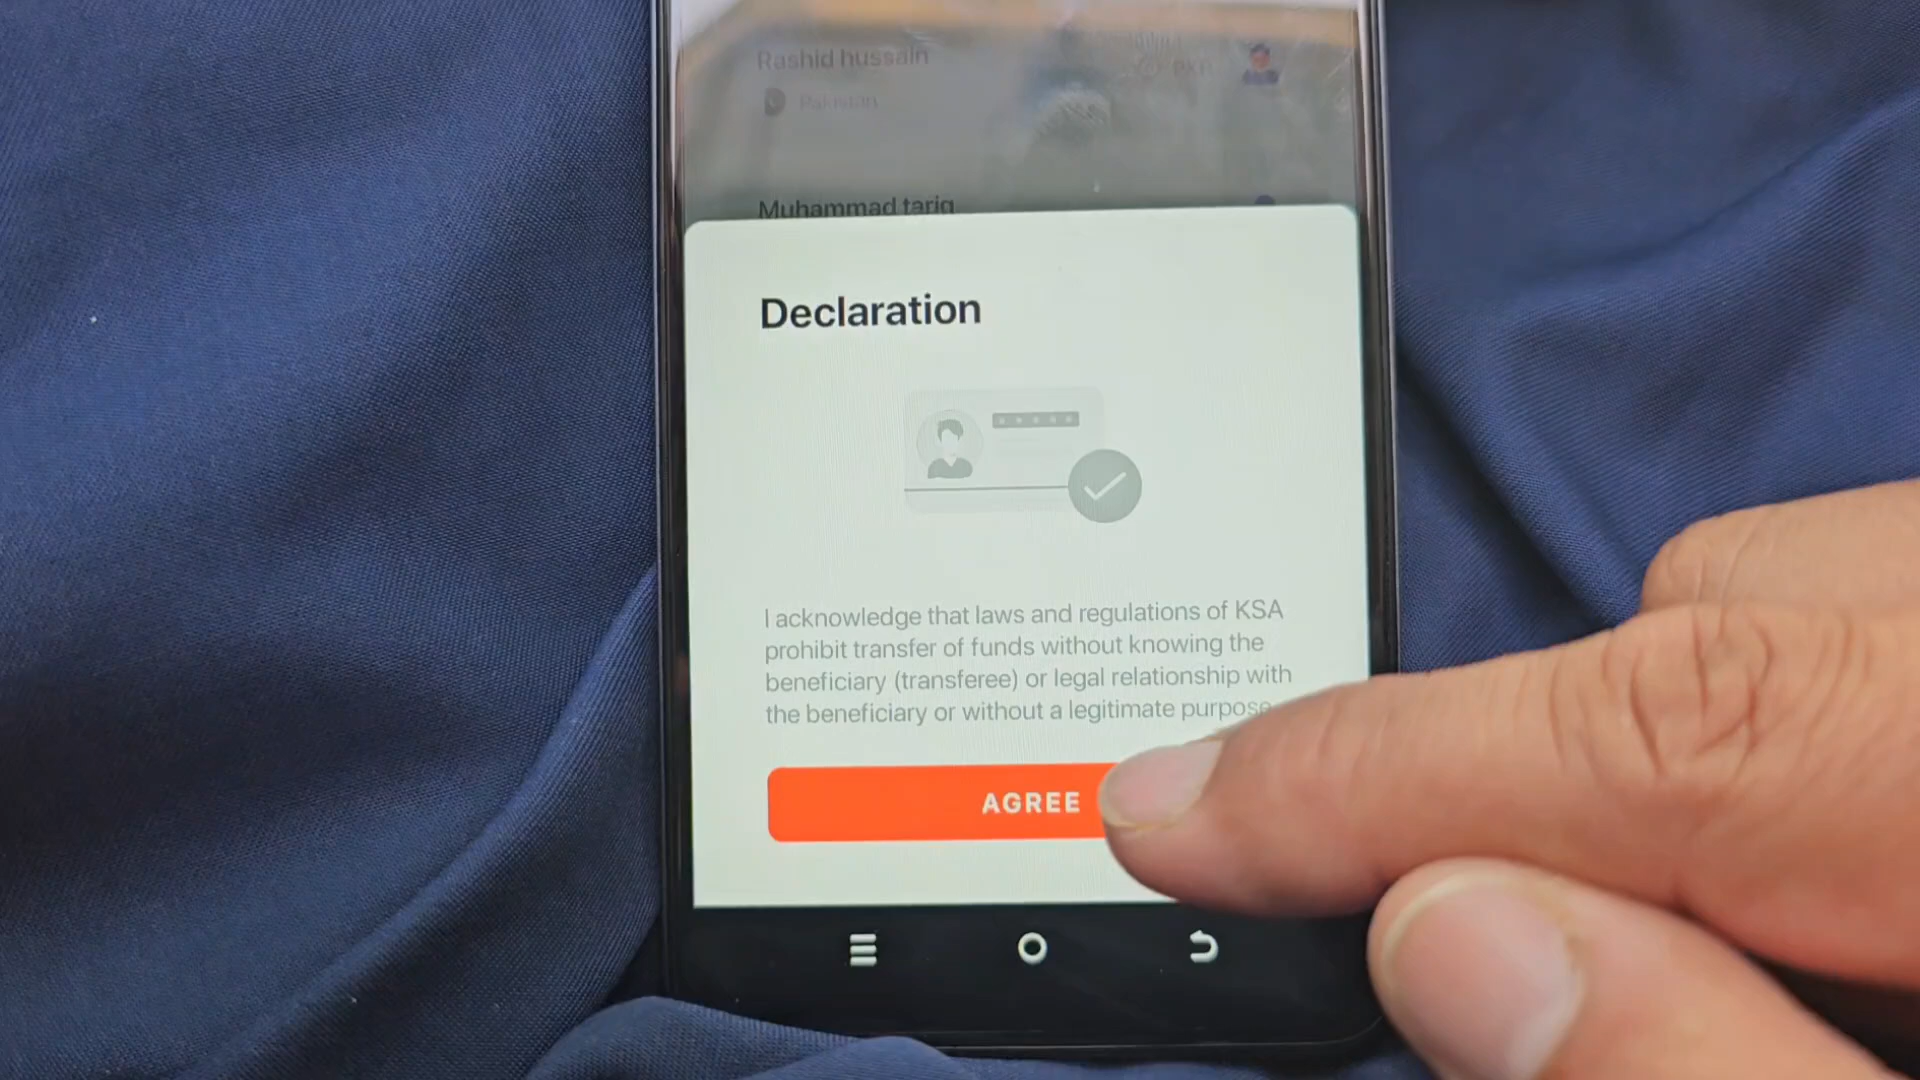 Rashid hussain
PKR
Pakistan
Muhammad tariq
Declaration
I acknowledge that laws and regulations of KSA
prohibit transfer of funds without knowing the
beneficiary (transferee) or legal relationship with
the beneficiary or without a legitimate purpose
AGREE